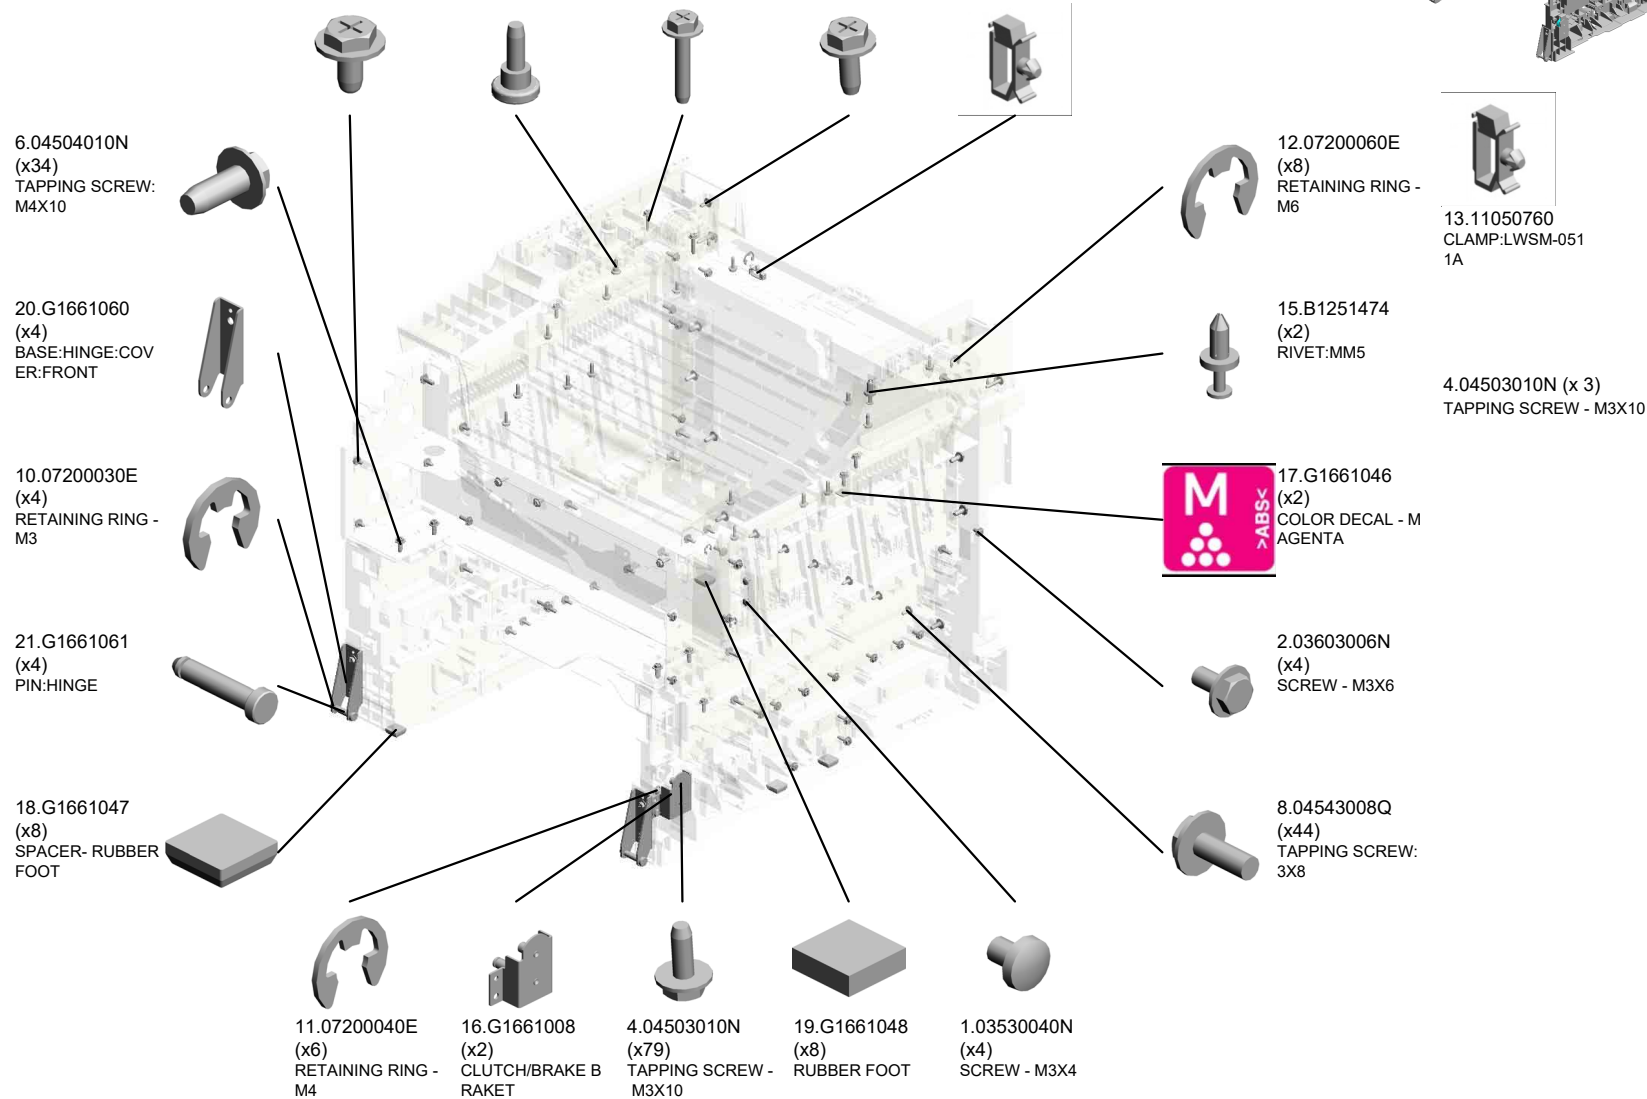 6.04504010N
(x34)
TAPPING SCREW:
M4X10
20.G1661060
(x4)
BASE:HINGE:COV
ER:FRONT
10.07200030E
(x4)
RETAINING RING -
M3
21.G1661061
(x4)
PIN:HINGE
18.G1661047
(x8)
SPACER- RUBBER
FOOT
11.07200040E
(x6)
RETAINING RING -
M4
16.G1661008
(x2)
CLUTCH/BRAKE B
RAKET
4.04503010N
(x79)
TAPPING SCREW -
M3X10
19.G1661048
(x8)
RUBBER FOOT
1.03530040N
(x4)
SCREW - M3X4
12.07200060E
(x8)
RETAINING RING -
M6
15.B1251474
(x2)
RIVET:MM5
M
>ABS<
17.G1661046
(x2)
COLOR DECAL - M
AGENTA
2.03603006N
(x4)
SCREW - M3X6
8.04543008Q
(x44)
TAPPING SCREW:
3X8
13.11050760
CLAMP:LWSM-051
1A
4.04503010N (x 3)
TAPPING SCREW - M3X10